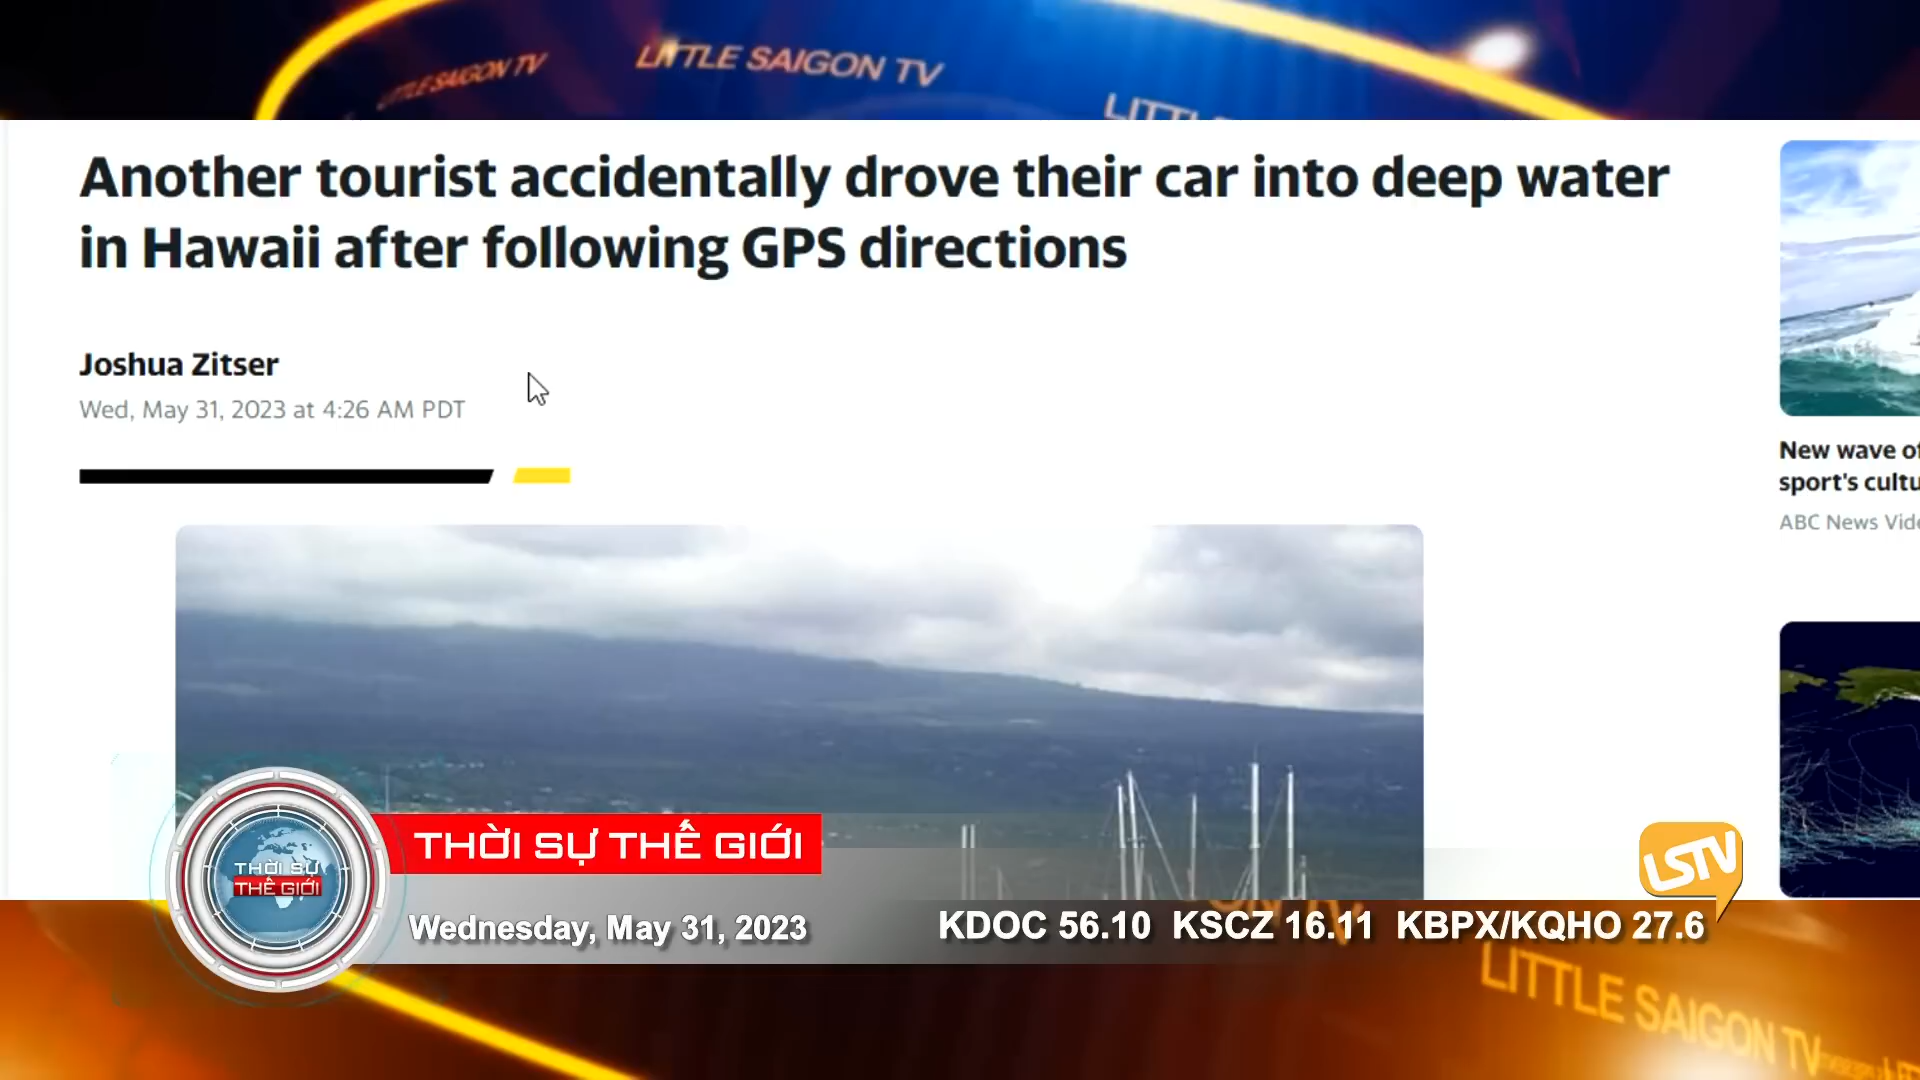 LITTLE SAIGON TV
LITTLE SAIGON TV
Another tourist accidentally drove their car into deep water
in Hawaii after following GPS directions
Joshua Zitser
Wed, May 31, 2023 at 4:26 AM PDT
New wave of
sport's
ABC News
THỜI SỰ THẾ GIỚI
THỜI SỰ
THẾ GIỚI
LSTV
Wednesday, May 31, 2023
KDOC 56.10 KSCZ 16.11 KBPX/KQHO 27.6
LITTLE SAIGON TV